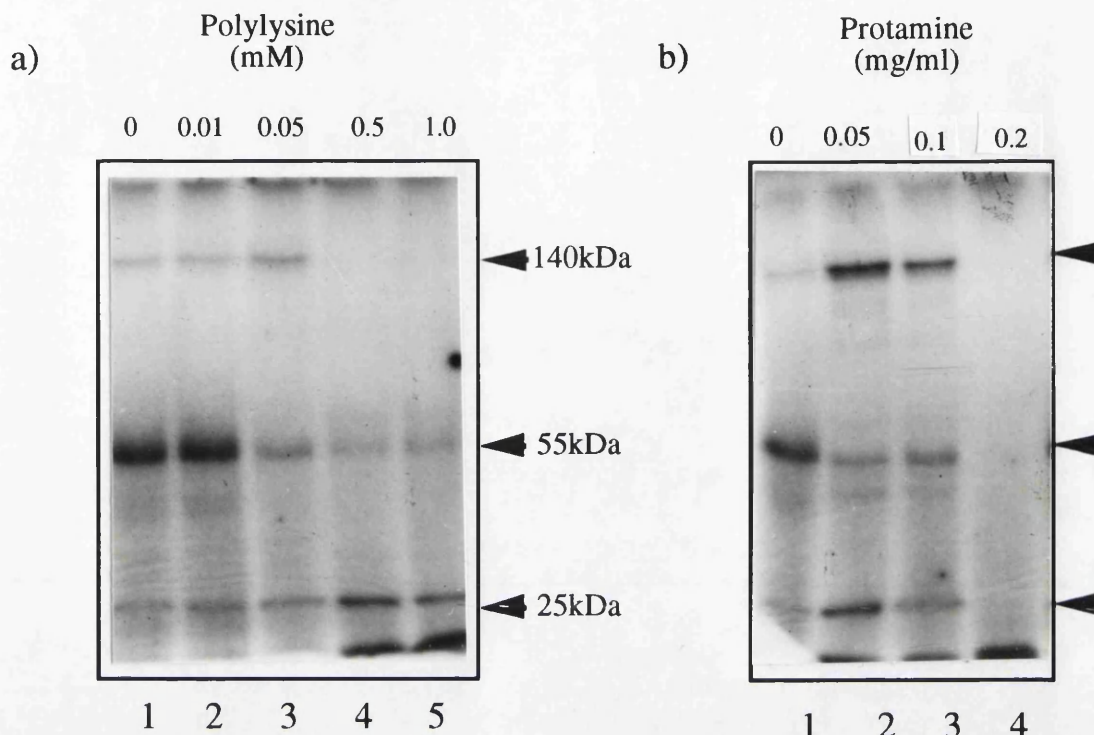 a)
Polylysine
(mM)
0 0.01 0.05 0.5 1.0
140kDa
55kDa
25kDa
1 2 3 4 5
b)
Protamine
(mg/ml)
0 0.05 0.1 0.2
1 2 3 4